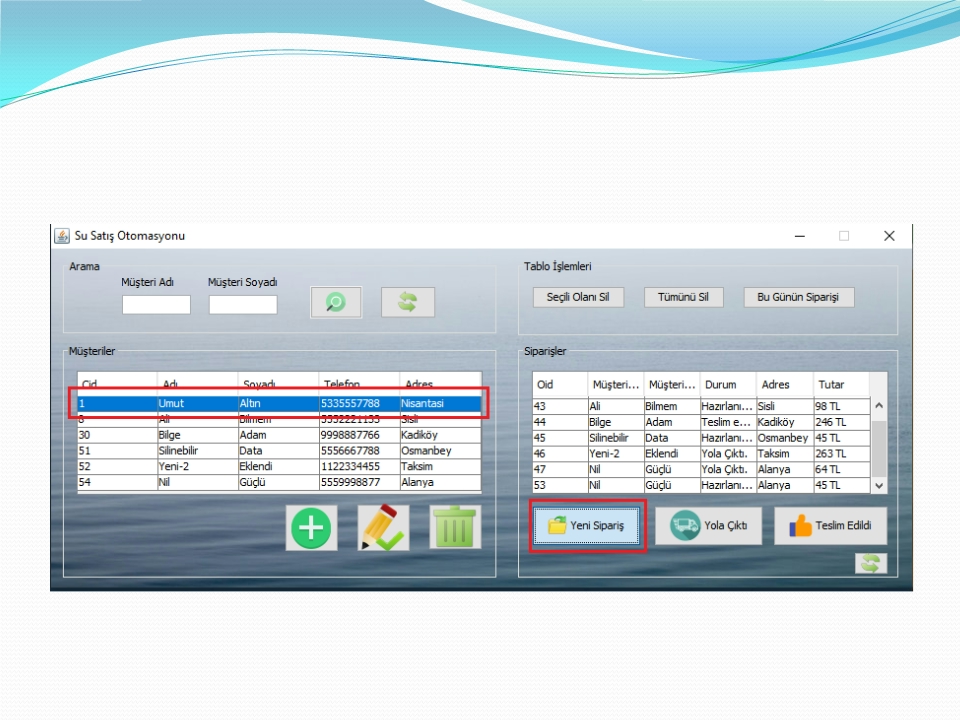 Su Satış Otomasyonu
Arama
Müşteri Adı Müşteri Soyadı
Tablo İşlemleri
Seçili Olanı Sil Tümünü Sil Bu Günün Siparişi
Müşteriler
Cid Adı Soyadı Telefon Adres
1 Umut Altın 5335557788 Nisantasi
8 Ali Bilmem 5552221133 Sisli
30 Bilge Adam 9998887766 Kadiköy
51 Silinebilir Data 5556667788 Osmanbey
52 Yeni-2 Eklendi 1122334455 Taksim
54 Nil Güçlü 5559998877 Alanya
Siparişler
Oid Müşteri... Müşteri... Durum Adres Tutar
43 Ali Bilmem Hazırlanı... Sisli 98 TL
44 Bilge Adam Teslim e... Kadiköy 246 TL
45 Silinebilir Data Hazırlanı... Osmanbey 45 TL
46 Yeni-2 Eklendi Yola Çıktı. Taksim 263 TL
47 Nil Güçlü Yola Çıktı. Alanya 64 TL
53 Nil Güçlü Hazırlanı... Alanya 45 TL
Yeni Sipariş Yola Çıktı Teslim Edildi